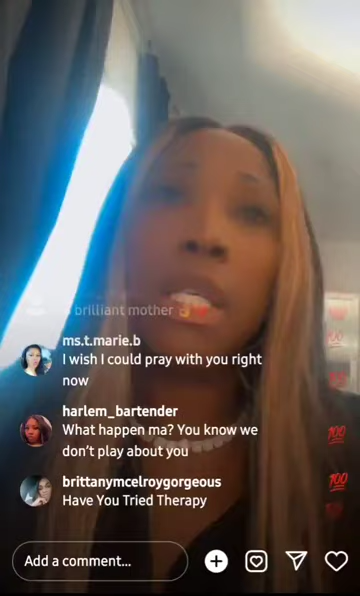 brilliant mother
ms.t.marie.b
I wish I could pray with you right
now
harlem_bartender
What happen ma? You know we
don't play about you
brittanymcelroygorgeous
Have You Tried Therapy
Add a comment...